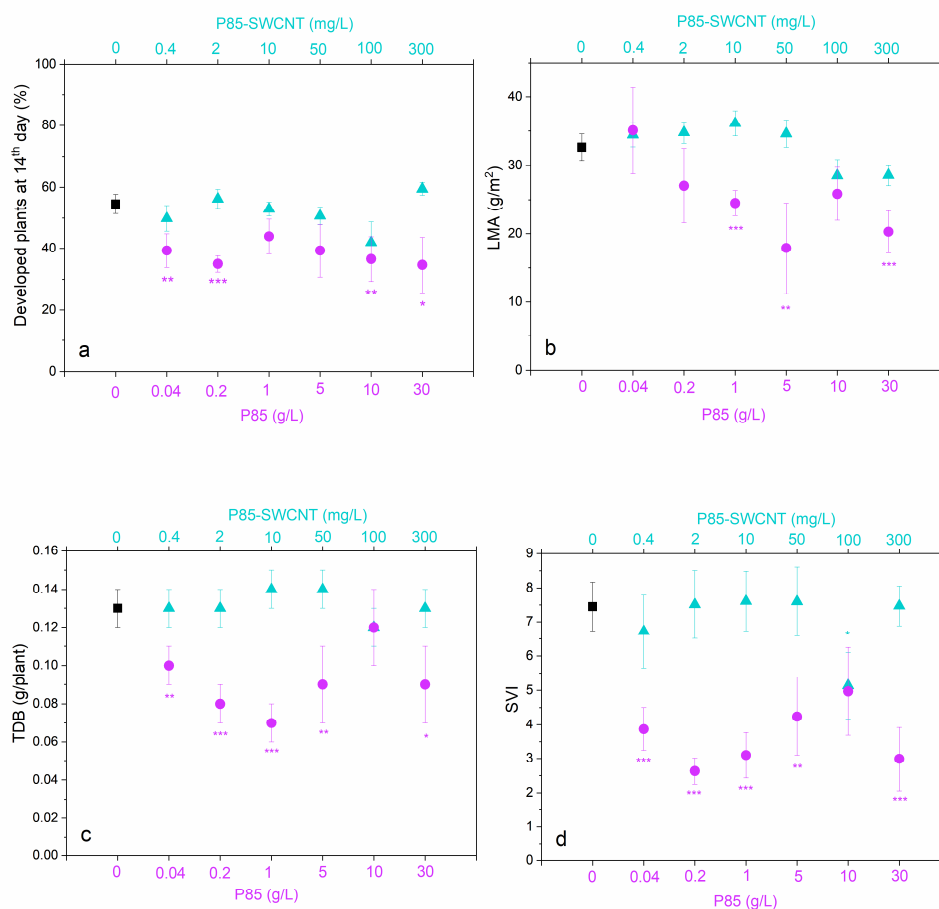 P85-SWCNT (mg/L)
0 0.4 2 10 50 100 300
100
80
60
40
20
0
Developed plants at 14th day (%)
** *** ** *
a
0 0.04 0.2 1 5 10 30
P85 (g/L)
P85-SWCNT (mg/L)
0 0.4 2 10 50 100 300
40
30
20
10
0
LMA (g/m²)
*** ** ***
b
0 0.04 0.2 1 5 10 30
P85 (g/L)
P85-SWCNT (mg/L)
0 0.4 2 10 50 100 300
0.16
0.14
0.12
0.10
0.08
0.06
0.04
0.02
0.00
TDB (g/plant)
** *** *** ** *
c
0 0.04 0.2 1 5 10 30
P85 (g/L)
P85-SWCNT (mg/L)
0 0.4 2 10 50 100 300
9
8
7
6
5
4
3
2
1
0
SVI
*
*** *** *** ** ***
d
0 0.04 0.2 1 5 10 30
P85 (g/L)